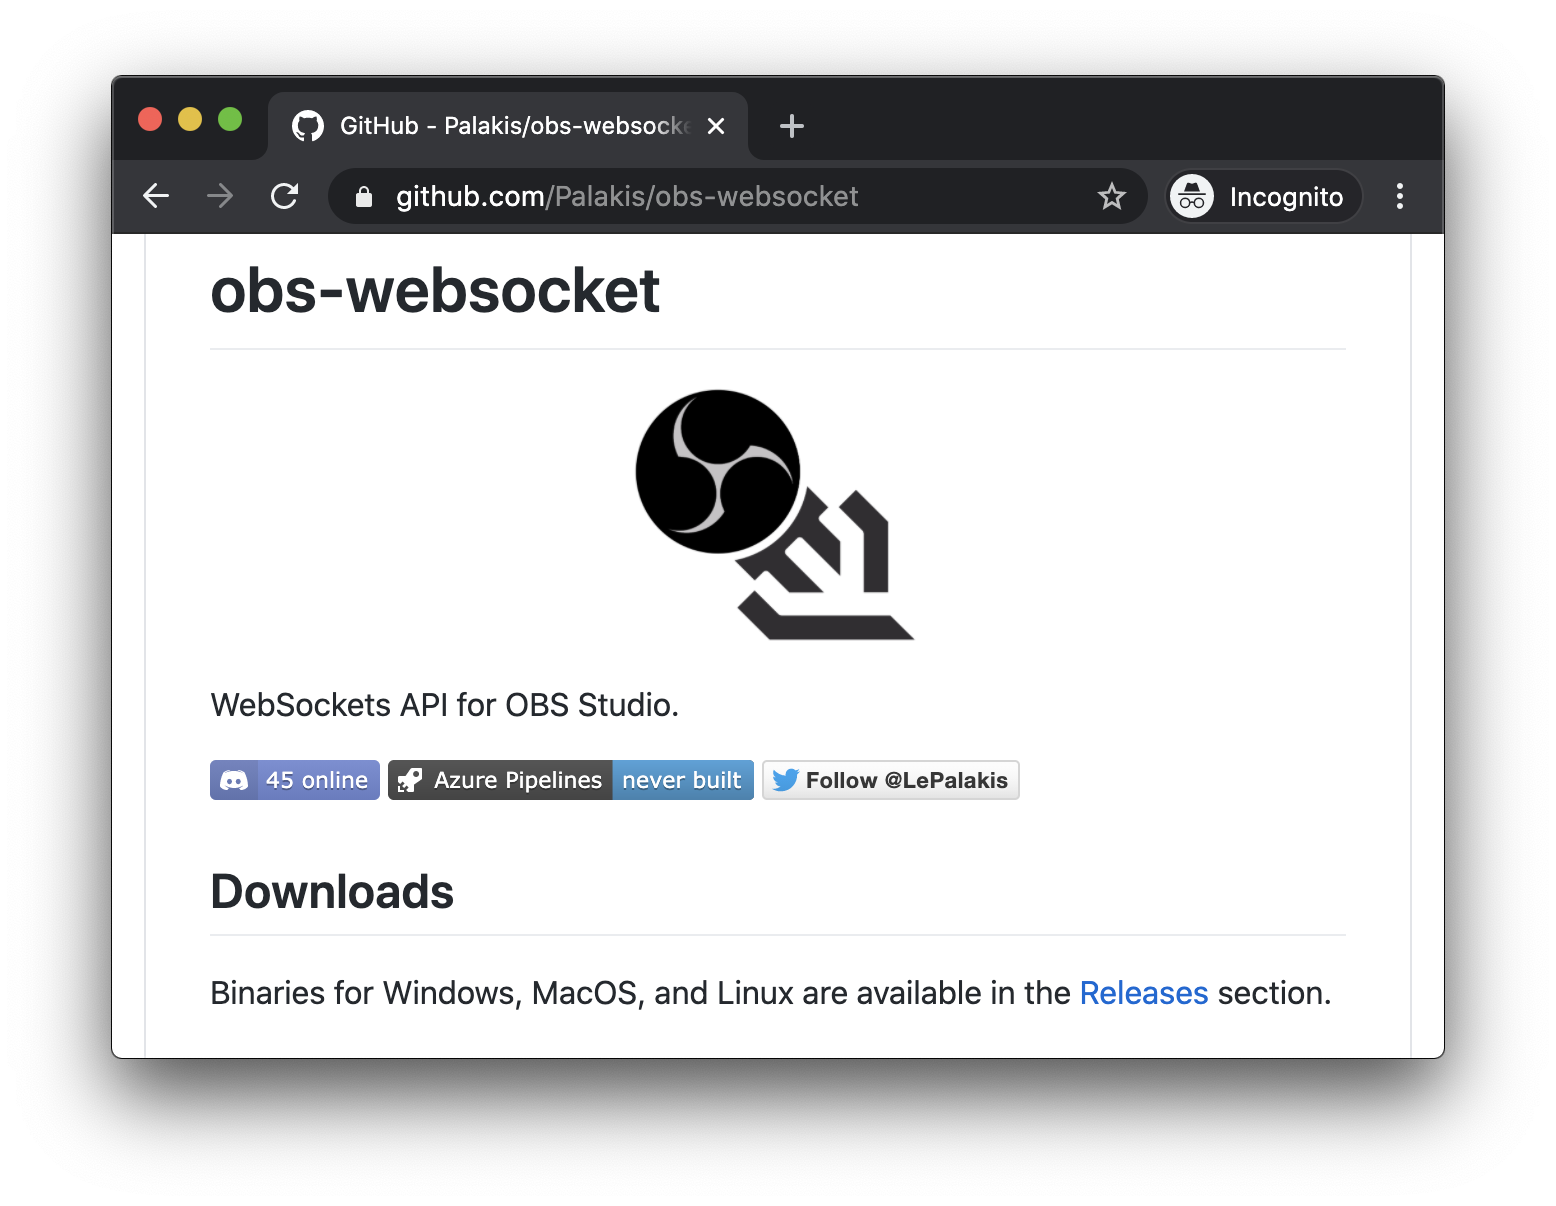 GitHub - Palakis/obs-websocke
github.com/Palakis/obs-websocket
Incognito
obs-websocket
WebSockets API for OBS Studio.
45 online
Azure Pipelines never built
Follow @LePalakis
Downloads
Binaries for Windows, MacOS, and Linux are available in the Releases section.